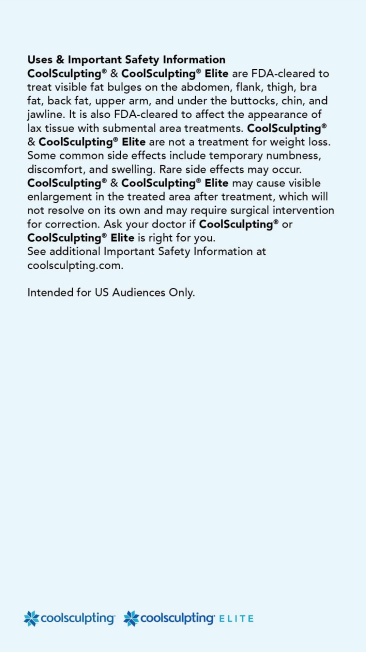 Uses & Important Safety Information
CoolSculpting® & CoolSculpting® Elite are FDA-cleared to
treat visible fat bulges on the abdomen, flank, thigh, bra
fat, back fat, upper arm, and under the buttocks, chin, and
jawline. It is also FDA-cleared to affect the appearance of
lax tissue with submental area treatments. CoolSculpting®
& CoolSculpting® Elite are not a treatment for weight loss.
Some common side effects include temporary numbness,
discomfort, and swelling. Rare side effects may occur.
CoolSculpting® & CoolSculpting® Elite may cause visible
enlargement in the treated area after treatment, which will
not resolve on its own and may require surgical intervention
for correction. Ask your doctor if CoolSculpting® or
CoolSculpting® Elite is right for you.
See additional Important Safety Information at
coolsculpting.com.
Intended for US Audiences Only.
coolsculpting® coolsculpting® ELITE